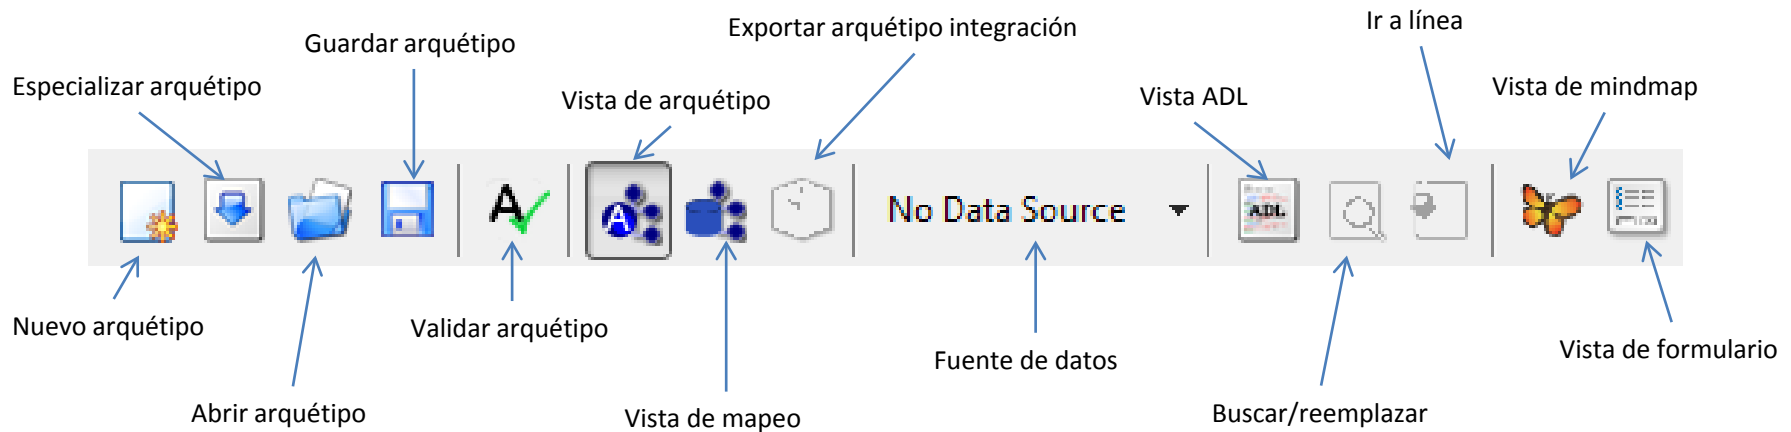 Ir a línea
Exportar arquétipo integración
Guardar arquétipo
Especializar arquétipo
Vista de mindmap
Vista ADL
Vista de arquétipo
A
A
No Data Source
ADL
Nuevo arquétipo
Validar arquétipo
Vista de formulario
Fuente de datos
Abrir arquétipo
Buscar/reemplazar
Vista de mapeo